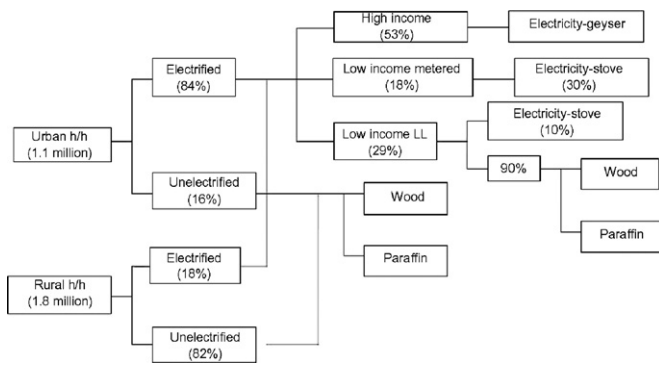 High income
(53%)
Electricity-geyser
Electrified
(84%)
Low income metered
(18%)
Electricity-stove
(30%)
Urban h/h
(1.1 million)
Low income LL
(29%)
Electricity-stove
(10%)
90%
Wood
Paraffin
Unelectrified
(16%)
Wood
Paraffin
Rural h/h
(1.8 million)
Electrified
(18%)
Unelectrified
(82%)